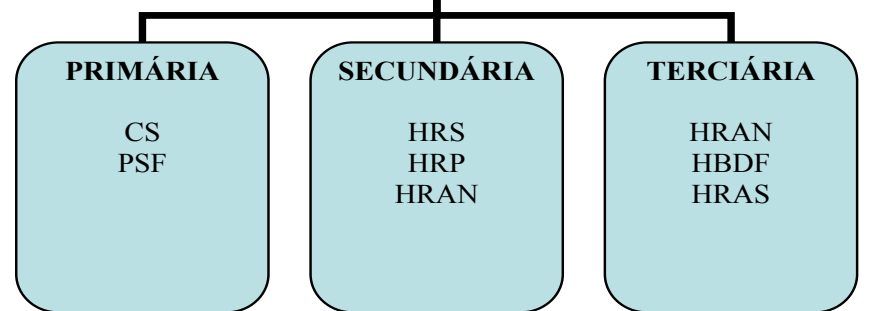 PRIMÁRIA
CS
PSF
SECUNDÁRIA
HRS
HRP
HRAN
TERCIÁRIA
HRAN
HBDF
HRAS